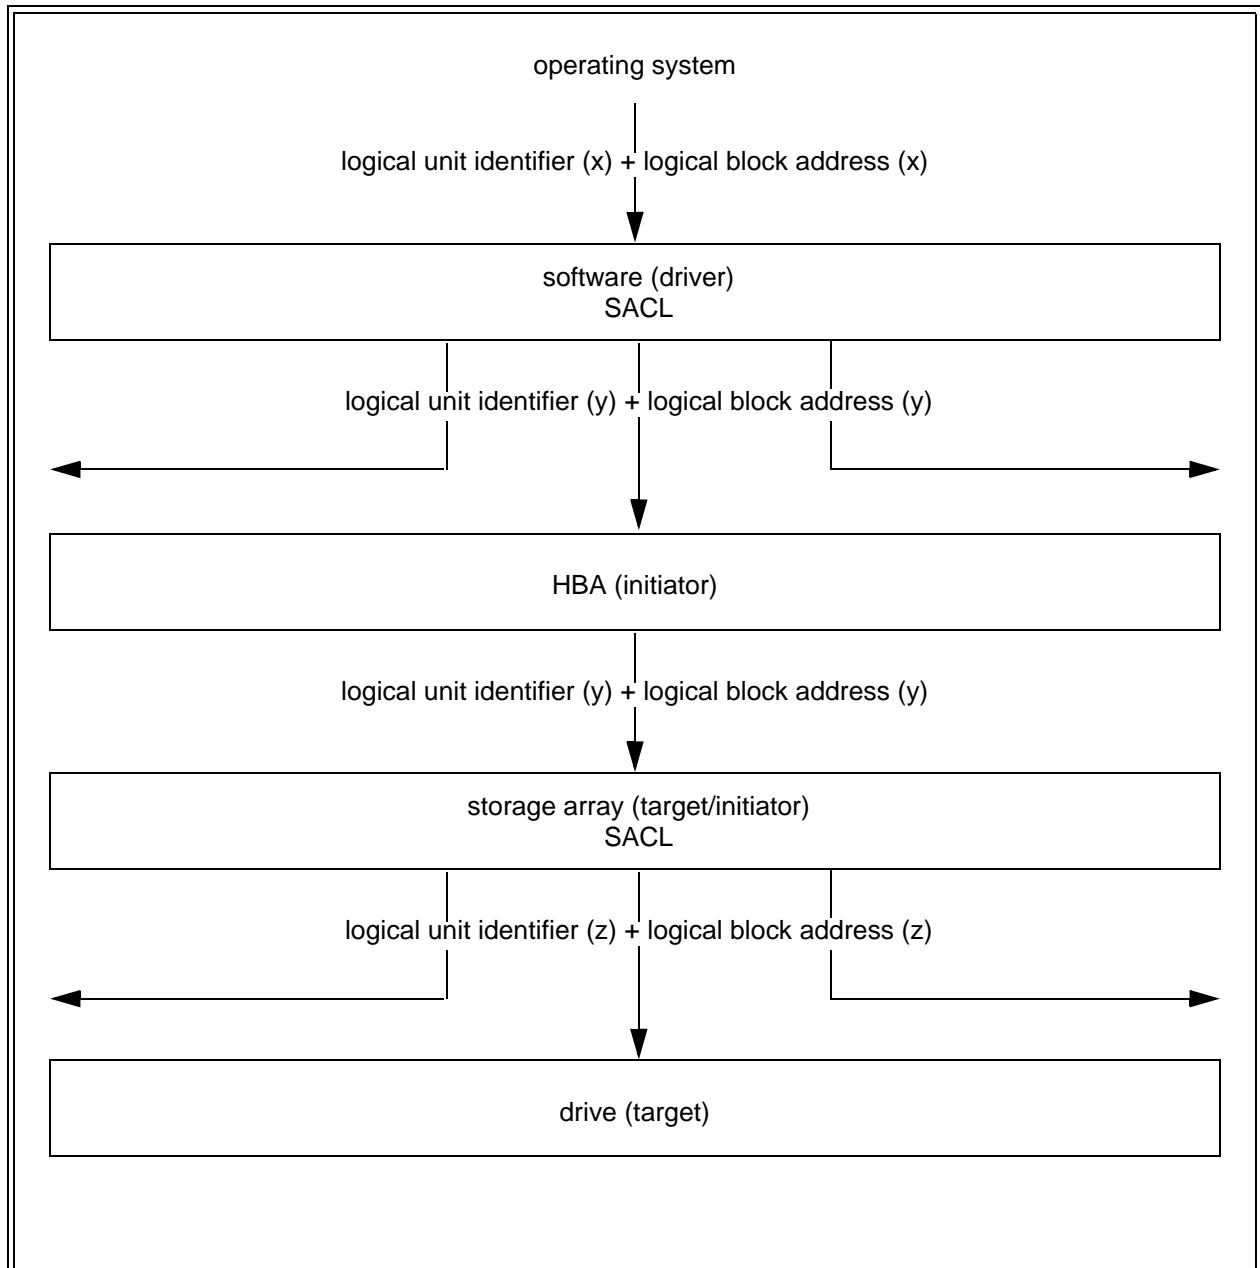 operating system
logical unit identifier (x) + logical block address (x)
software (driver)
SACL
logical unit identifier (y) + logical block address (y)
HBA (initiator)
logical unit identifier (y) + logical block address (y)
storage array (target/initiator)
SACL
logical unit identifier (z) + logical block address (z)
drive (target)